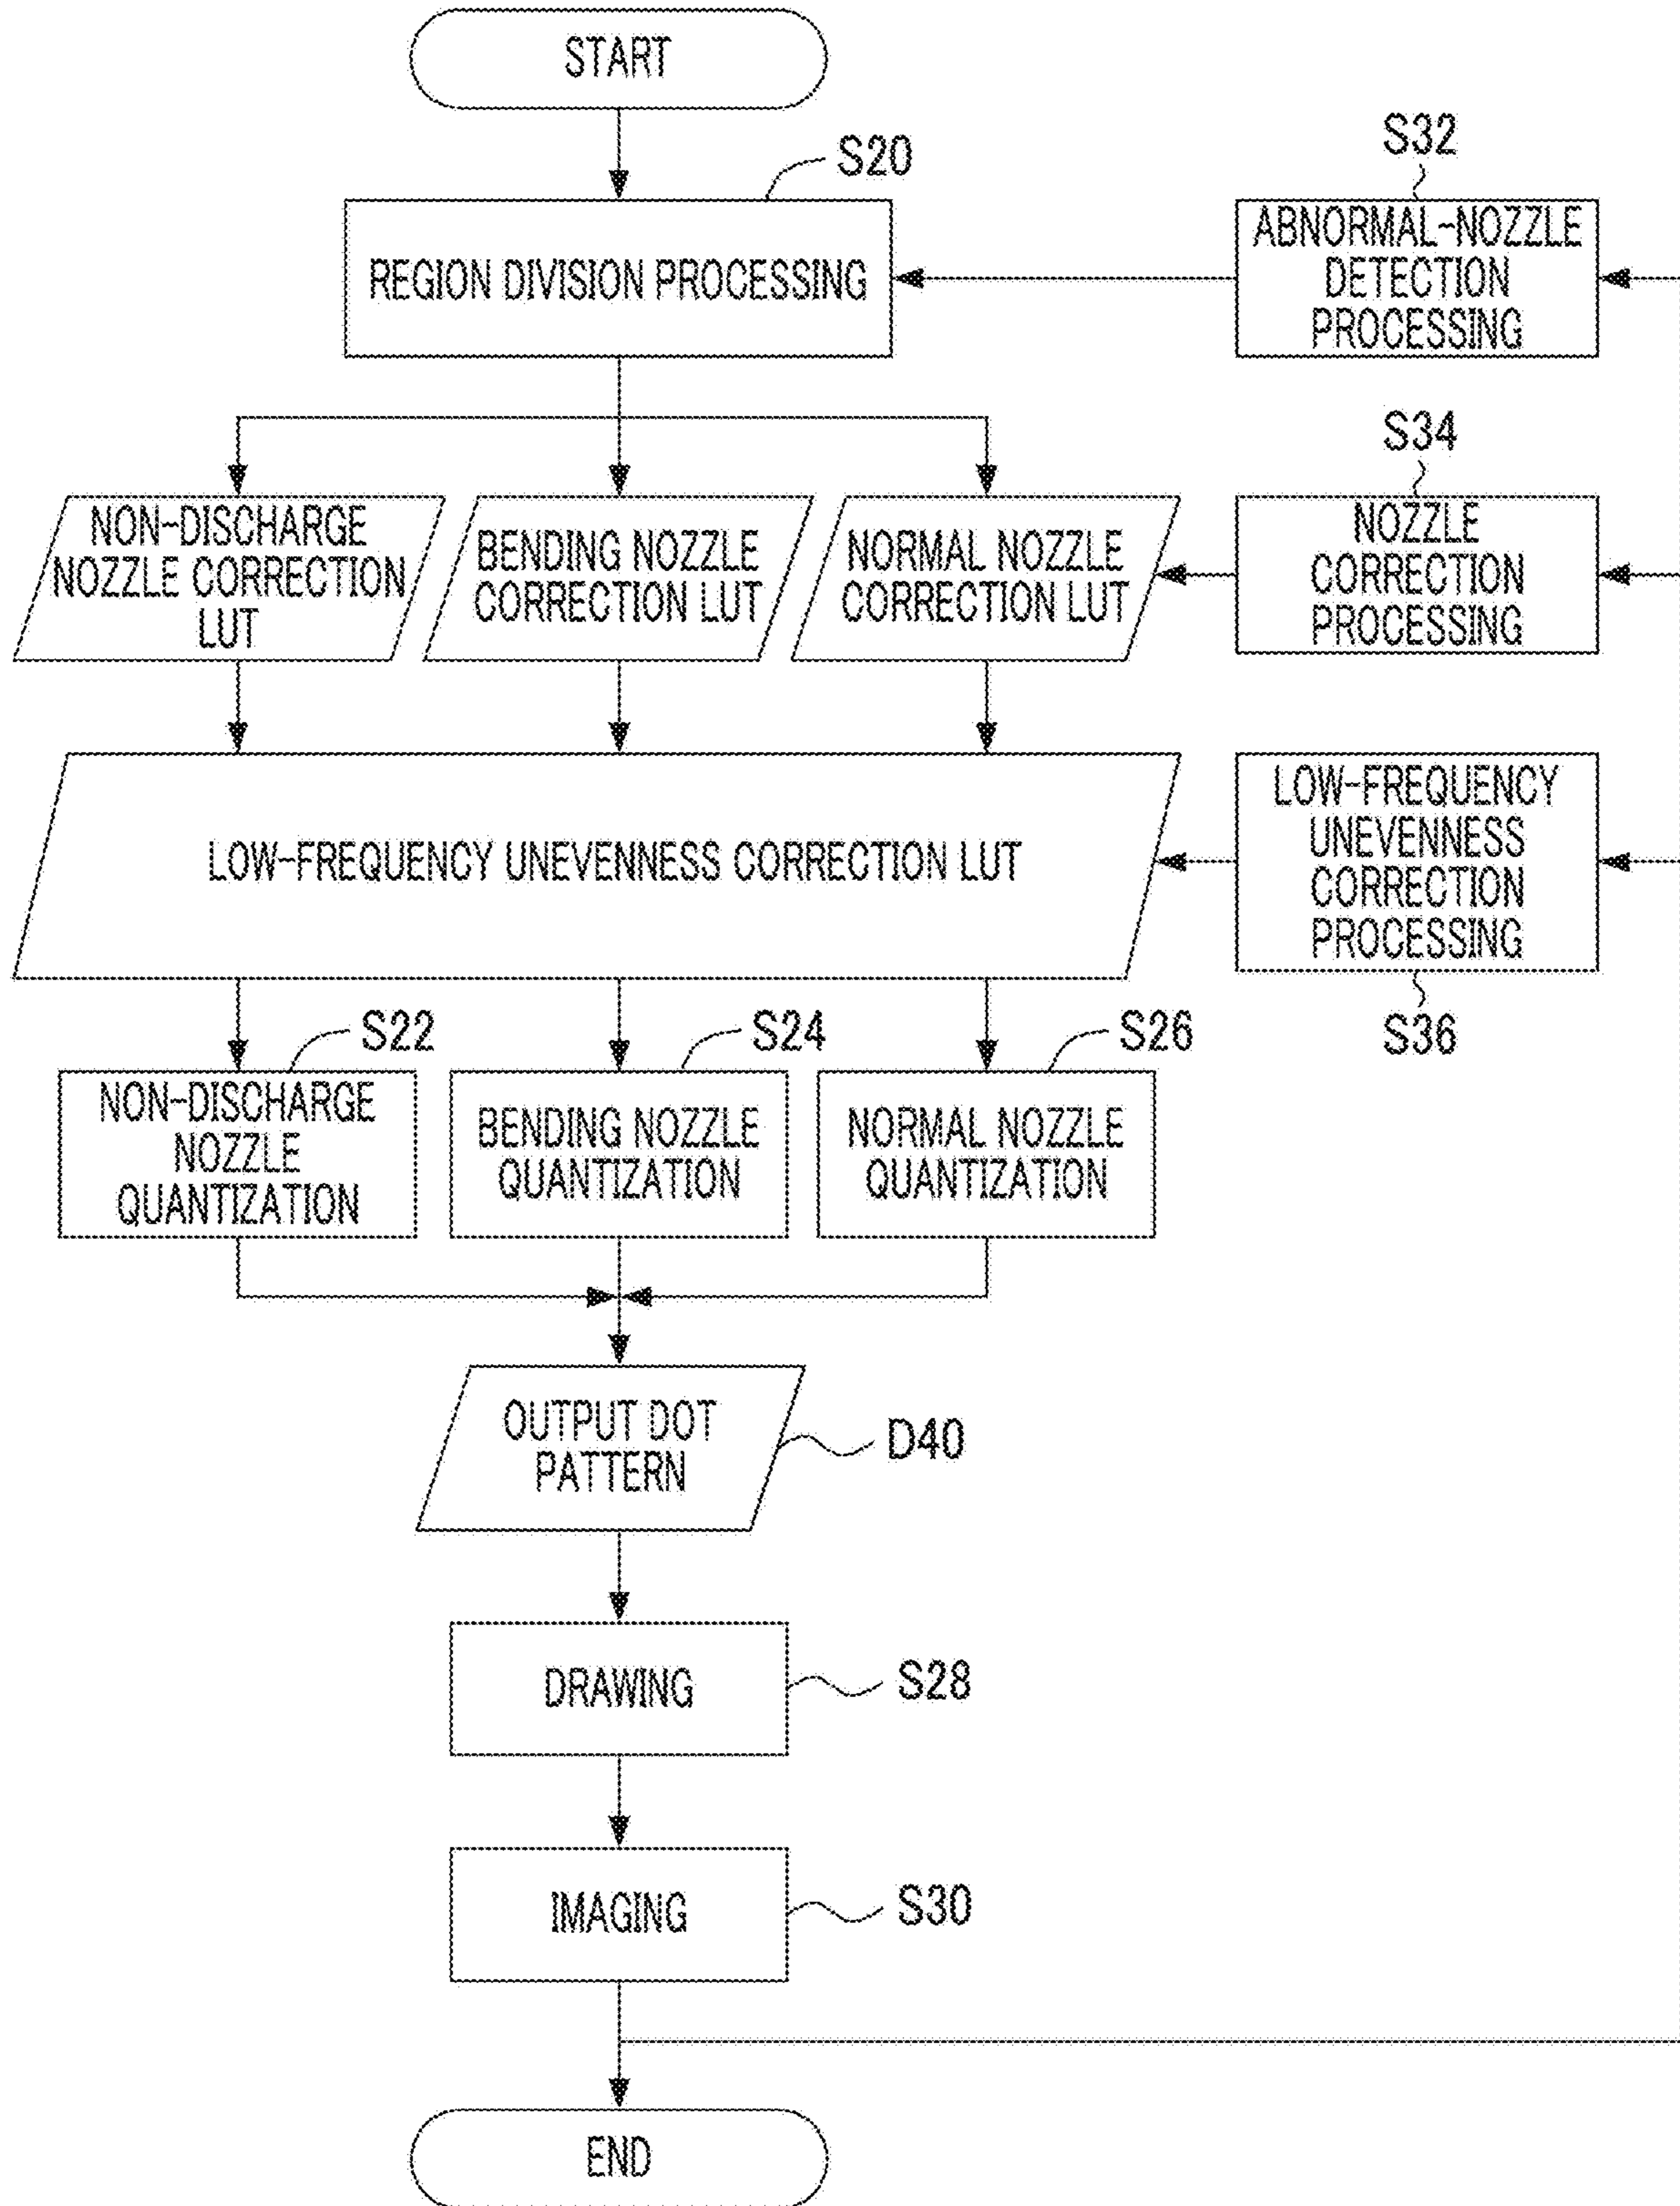 START
S20
REGION DIVISION PROCESSING
S32
ABNORMAL-NOZZLE
DETECTION
PROCESSING
NON-DISCHARGE
NOZZLE CORRECTION
LUT
BENDING NOZZLE
CORRECTION LUT
NORMAL NOZZLE
CORRECTION LUT
S34
NOZZLE
CORRECTION
PROCESSING
LOW-FREQUENCY UNEVENNESS CORRECTION LUT
LOW-FREQUENCY
UNEVENNESS
CORRECTION
PROCESSING
S36
S22
NON-DISCHARGE
NOZZLE
QUANTIZATION
S24
BENDING NOZZLE
QUANTIZATION
S26
NORMAL NOZZLE
QUANTIZATION
OUTPUT DOT
PATTERN
D40
DRAWING
S28
IMAGING
S30
END